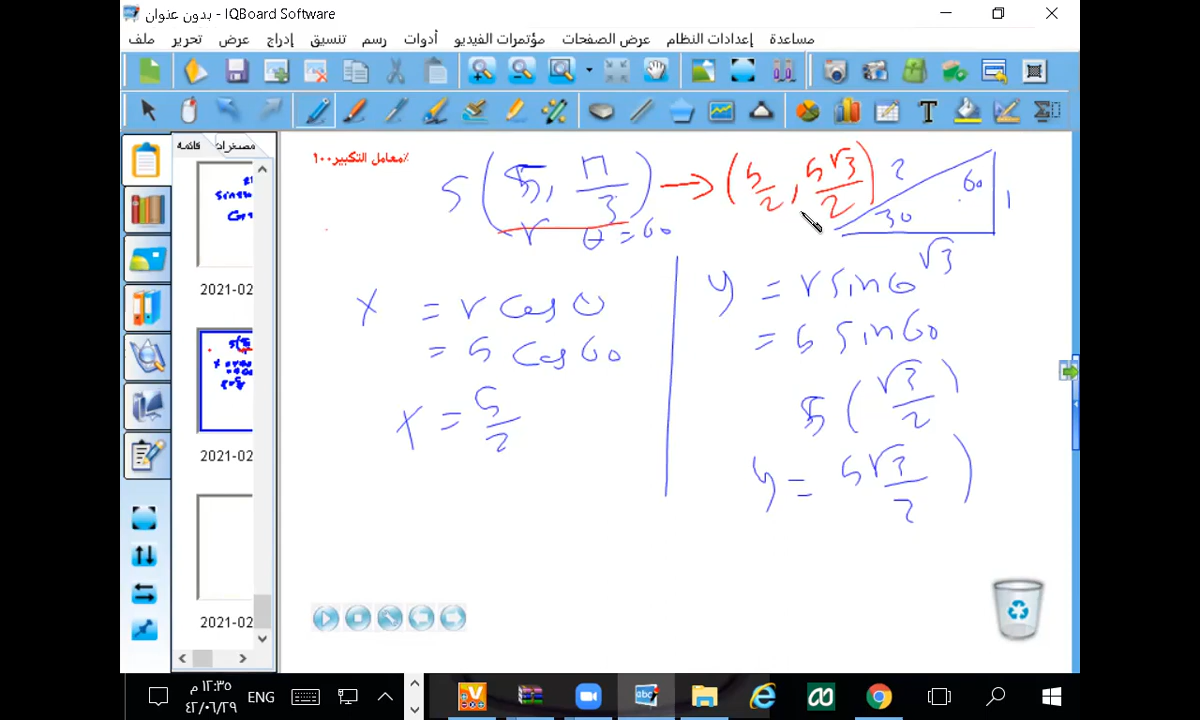 بدون عنوان - IQBoard Software
ملف تحرير عرض إدراج تنسيق رسم أدوات مؤتمرات الفيديو عرض الصفحات إعدادات النظام مساعدة
قائمة مصغرات
معامل التكبير١٠٠٪
5 (5, π/3) → (5/2, 5√3/2)
r θ = 60
2 60 30 1 √3
x = r cos θ
= 5 cos 60
x = 5/2
y = r sin θ
= 5 sin 60
5 (√3/2)
y = 5√3/2 )
2021-02
2021-02
2021-02
١٢:٣٥ م
٤٢/٠٦/٢٩
ENG
abc